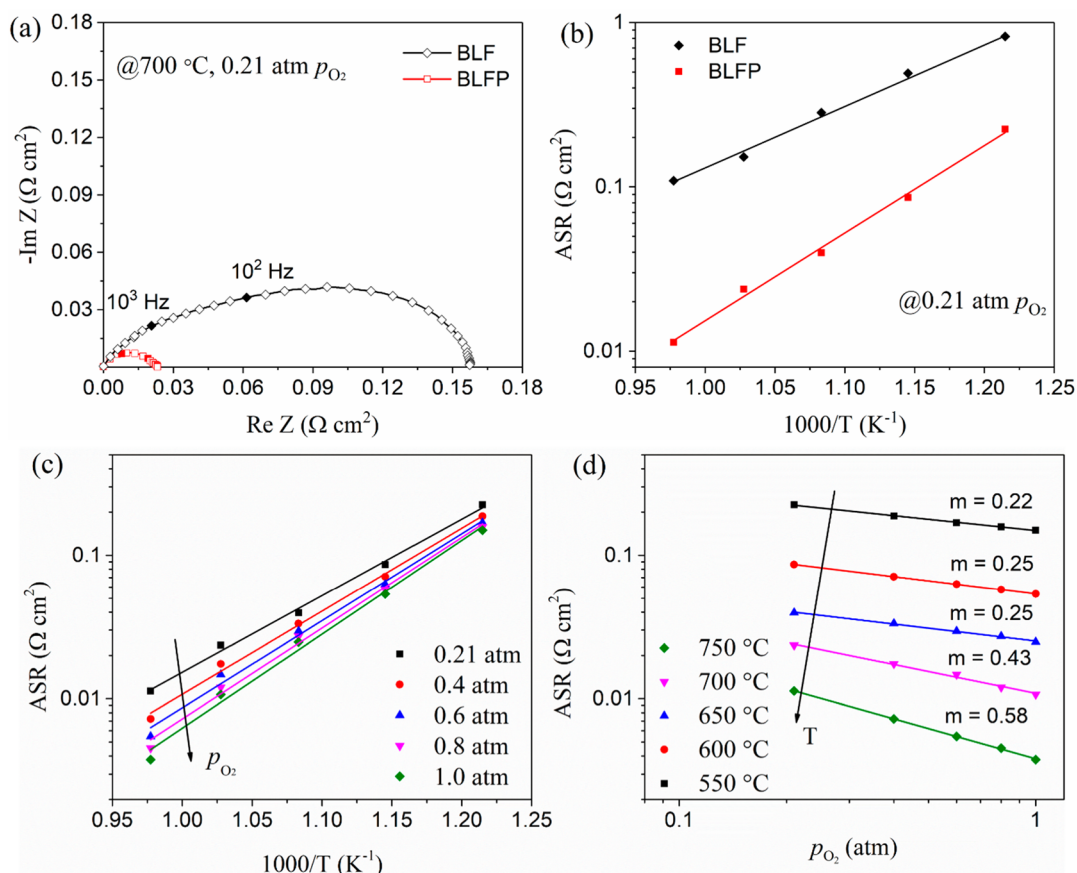 (a)
@700 °C, 0.21 atm pO2
BLF
BLFP
10³ Hz
10² Hz
0.18
0.15
0.12
0.09
0.06
0.03
0.00
-Im Z (Ω cm²)
0.00 0.03 0.06 0.09 0.12 0.15 0.18
Re Z (Ω cm²)
(b)
BLF
BLFP
@0.21 atm pO2
1
0.1
0.01
ASR (Ω cm²)
0.95 1.00 1.05 1.10 1.15 1.20 1.25
1000/T (K⁻¹)
(c)
0.1
0.01
ASR (Ω cm²)
pO2
0.21 atm
0.4 atm
0.6 atm
0.8 atm
1.0 atm
0.95 1.00 1.05 1.10 1.15 1.20 1.25
1000/T (K⁻¹)
(d)
m = 0.22
m = 0.25
m = 0.25
m = 0.43
m = 0.58
T
750 °C
700 °C
650 °C
600 °C
550 °C
0.1
0.01
ASR (Ω cm²)
0.1 1
pO2 (atm)